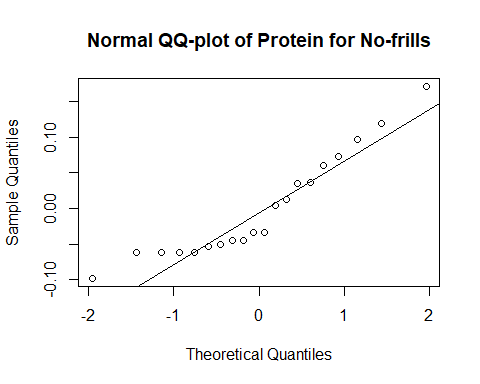 Normal QQ-plot of Protein for No-frills
Sample Quantiles
0.10
0.00
-0.10
-2
-1
0
1
2
Theoretical Quantiles